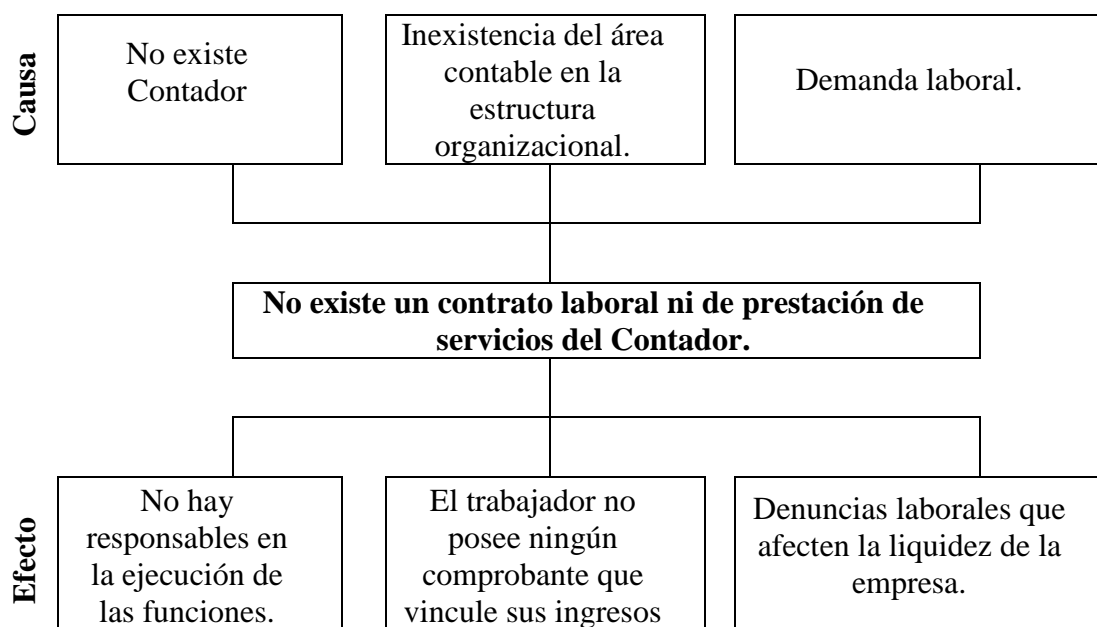 Causa
No existe
Contador
Inexistencia del área
contable en la
estructura
organizacional.
Demanda laboral.
No existe un contrato laboral ni de prestación de
servicios del Contador.
Efecto
No hay
responsables en
la ejecución de
las funciones.
El trabajador no
posee ningún
comprobante que
vincule sus ingresos
Denuncias laborales que
afecten la liquidez de la
empresa.